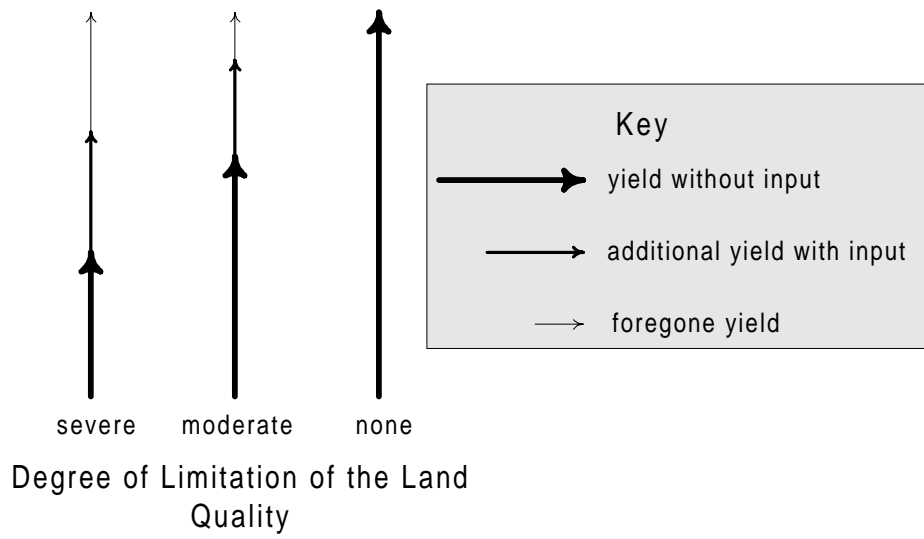 Key
yield without input
additional yield with input
foregone yield
severe moderate none
Degree of Limitation of the Land
Quality